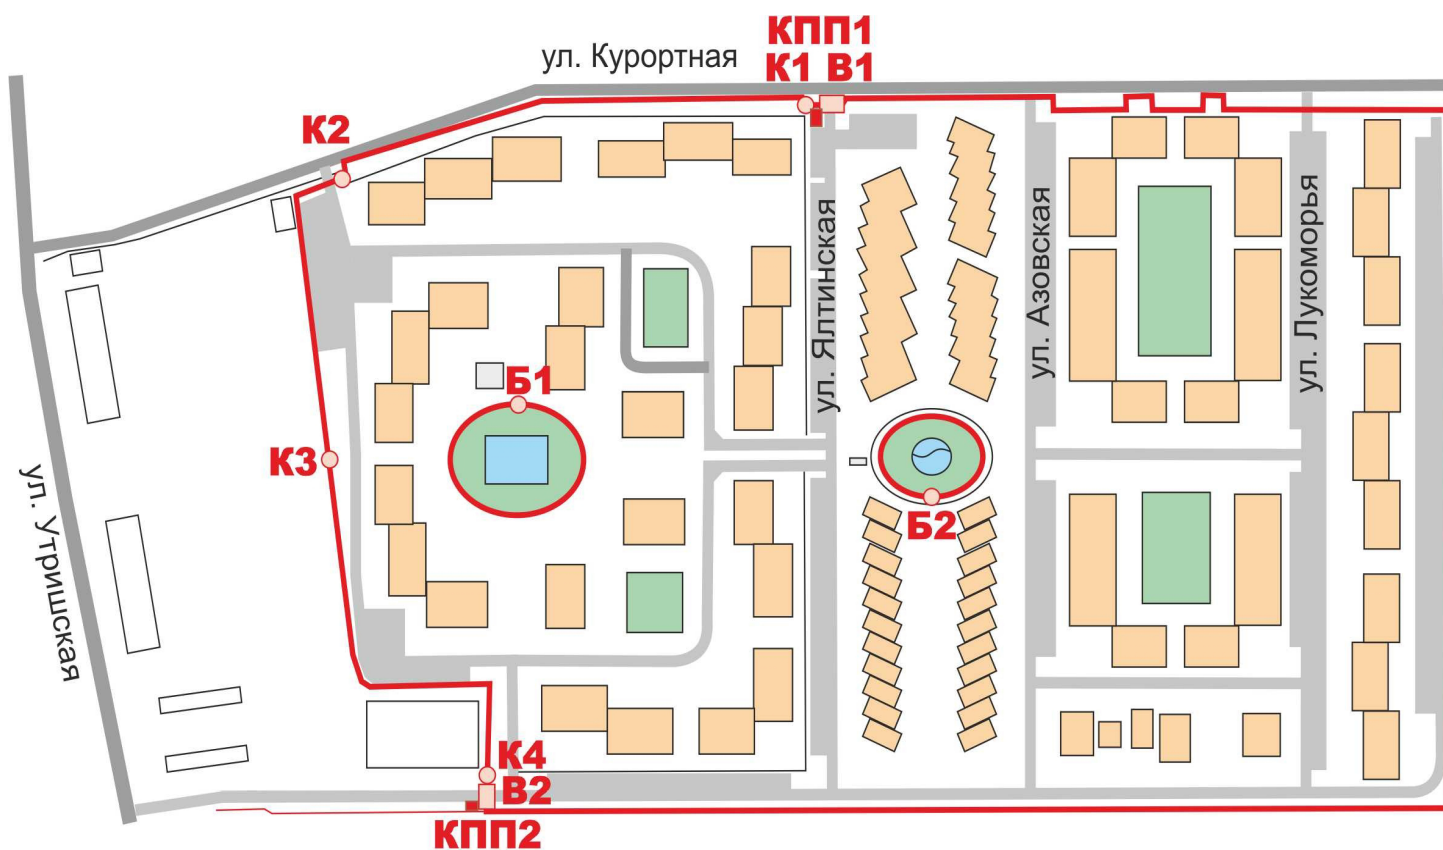 КПП1
ул. Курортная
К1 В1
К2
ул. Ялтинская
ул. Азовская
ул. Лукоморья
Б1
К3
ул. Утришская
Б2
К4
В2
КПП2